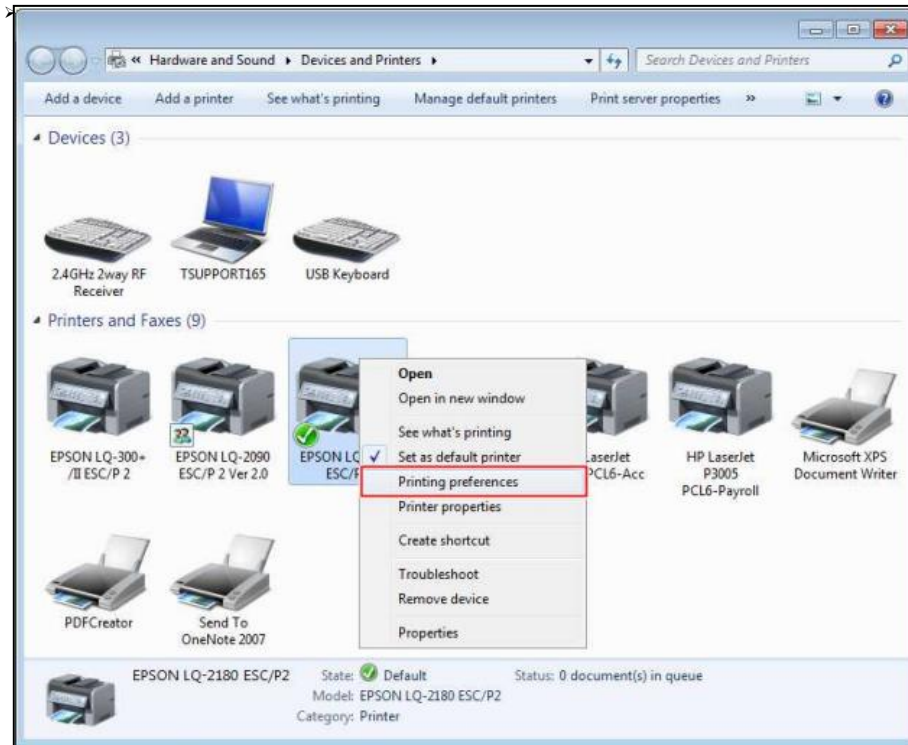 « Hardware and Sound ▸ Devices and Printers ▸
Search Devices and Printers
Add a device Add a printer See what's printing Manage default printers Print server properties »
Devices (3)
2.4GHz 2way RF
Receiver
TSUPPORT165
USB Keyboard
Printers and Faxes (9)
EPSON LQ-300+
/II ESC/P 2
EPSON LQ-2090
ESC/P 2 Ver 2.0
EPSON LQ
ESC/P
Open
Open in new window
See what's printing
Set as default printer
Printing preferences
Printer properties
Create shortcut
Troubleshoot
Remove device
Properties
LaserJet
PCL6-Acc
HP LaserJet
P3005
PCL6-Payroll
Microsoft XPS
Document Writer
PDFCreator
Send To
OneNote 2007
EPSON LQ-2180 ESC/P2 State: Default Status: 0 document(s) in queue
Model: EPSON LQ-2180 ESC/P2
Category: Printer